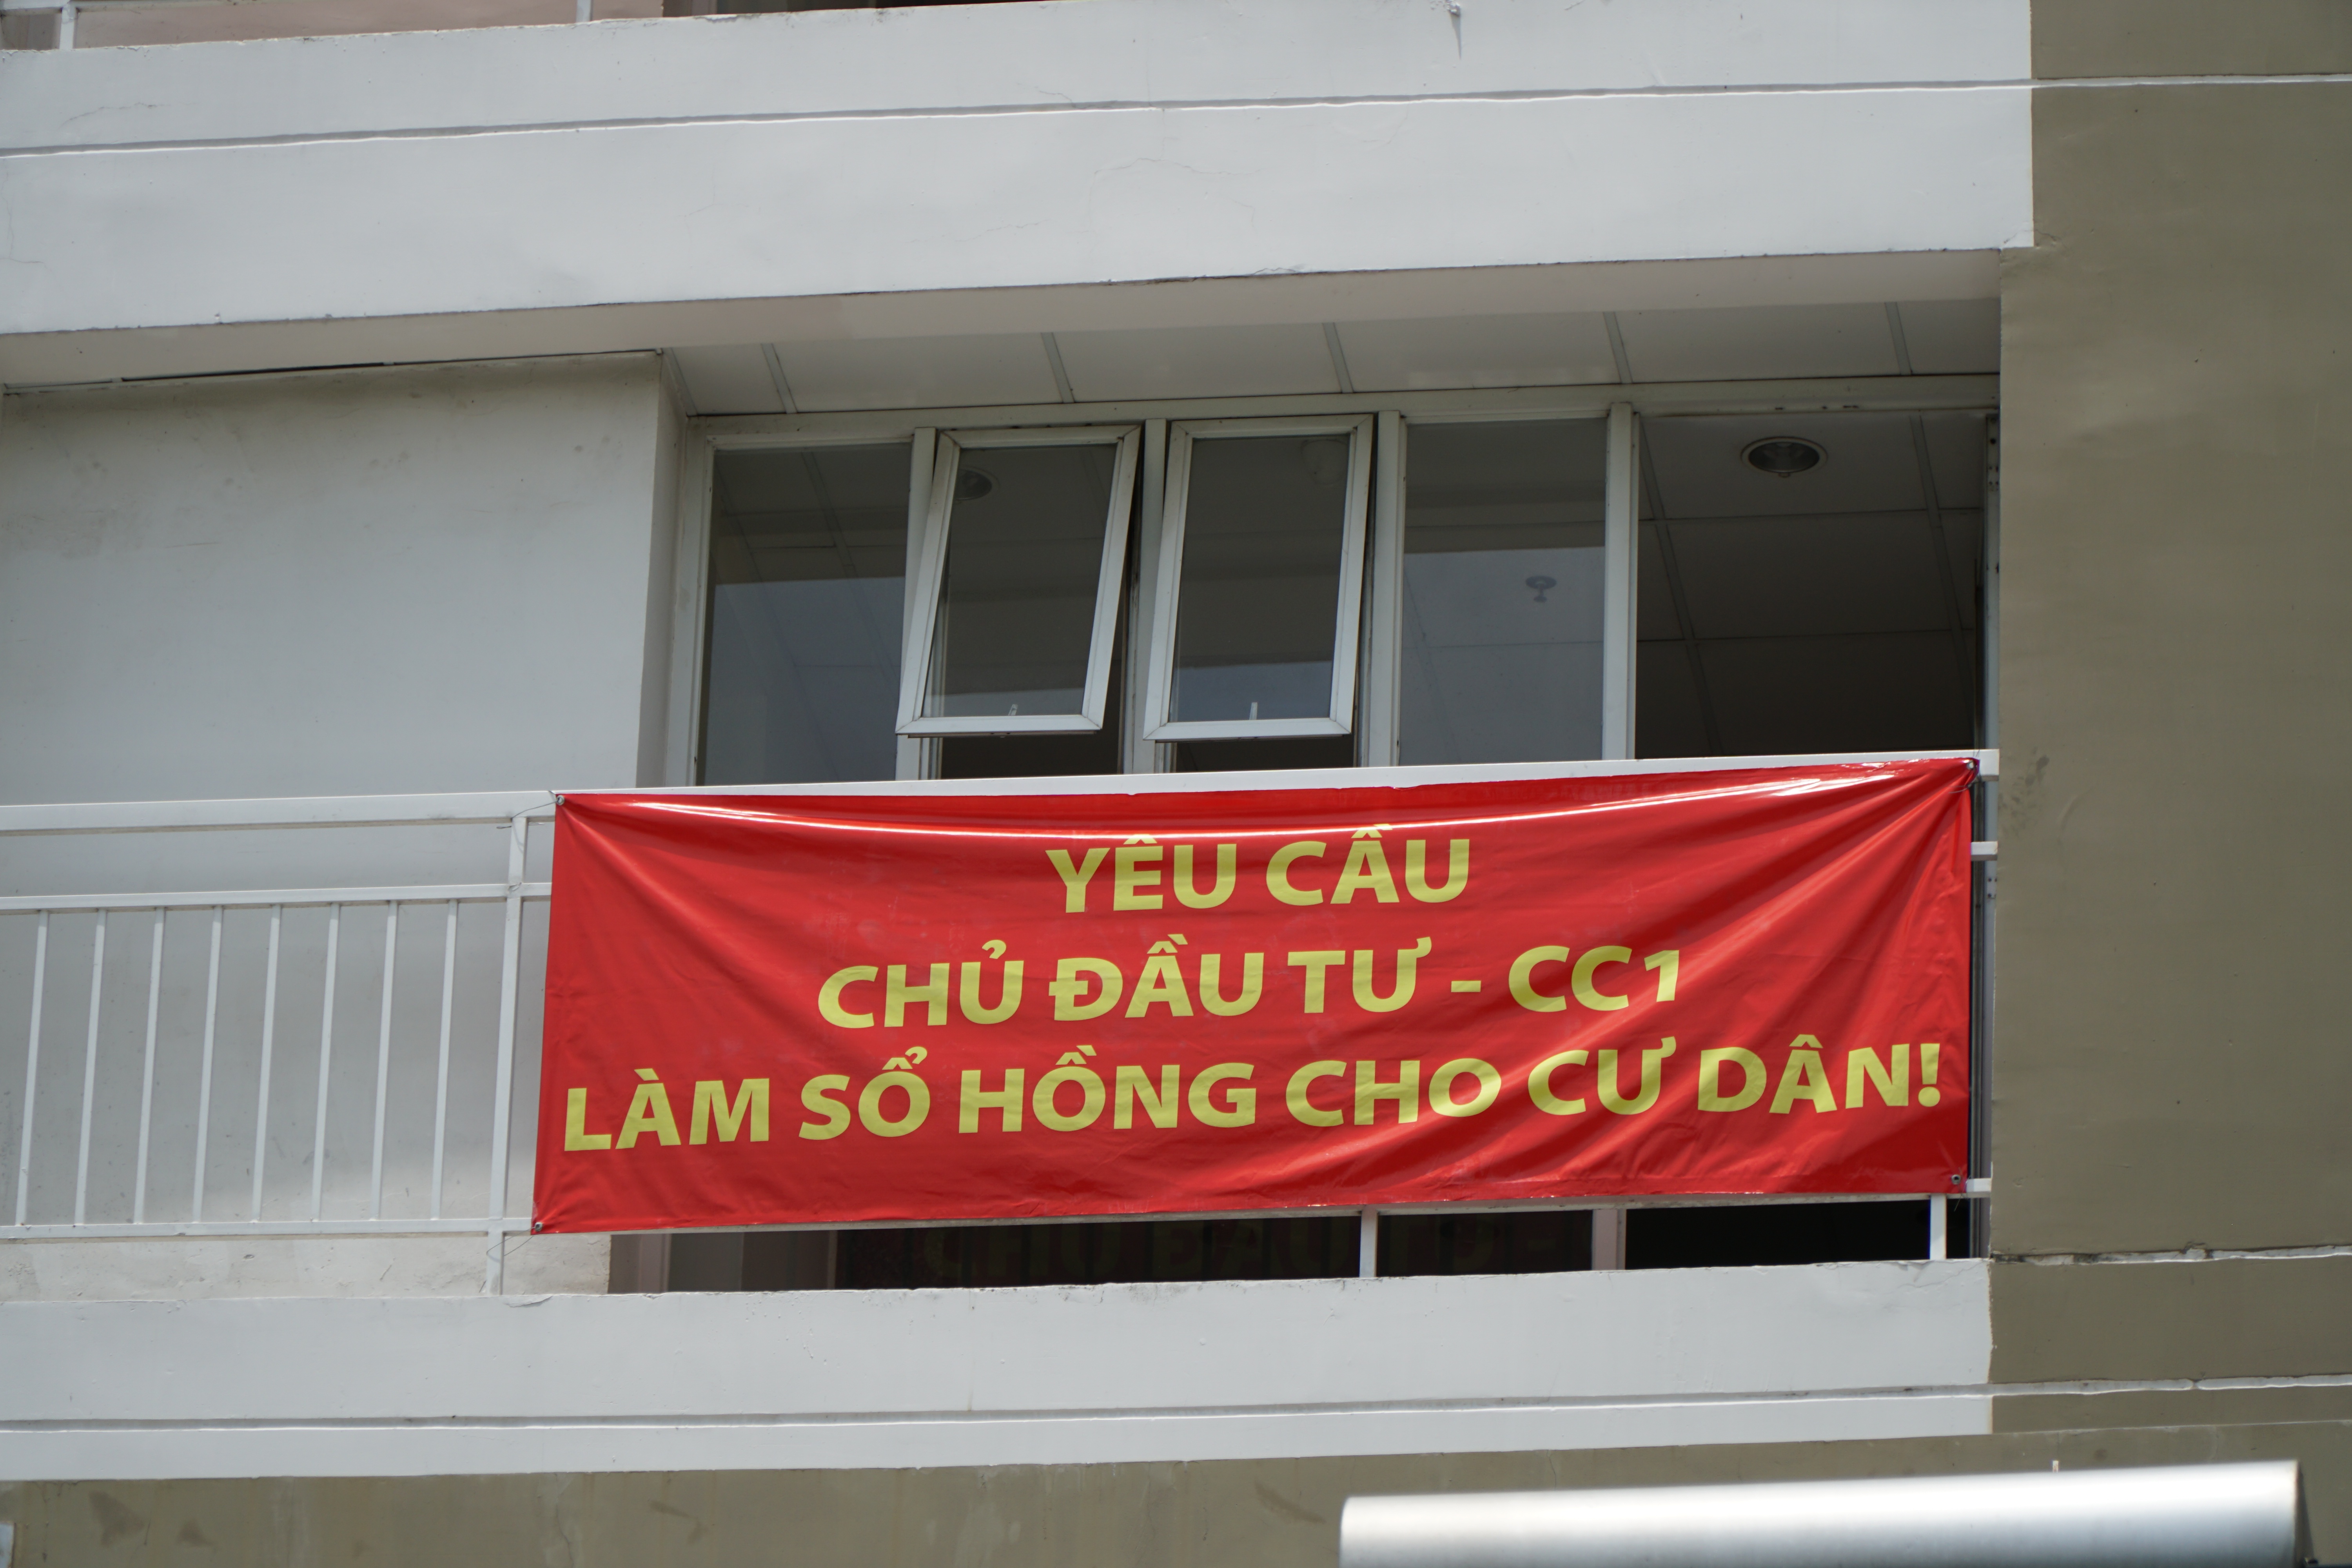 YÊU CẦU
CHỦ ĐẦU TƯ - CC1
LÀM SỔ HỒNG CHO CƯ DÂN!